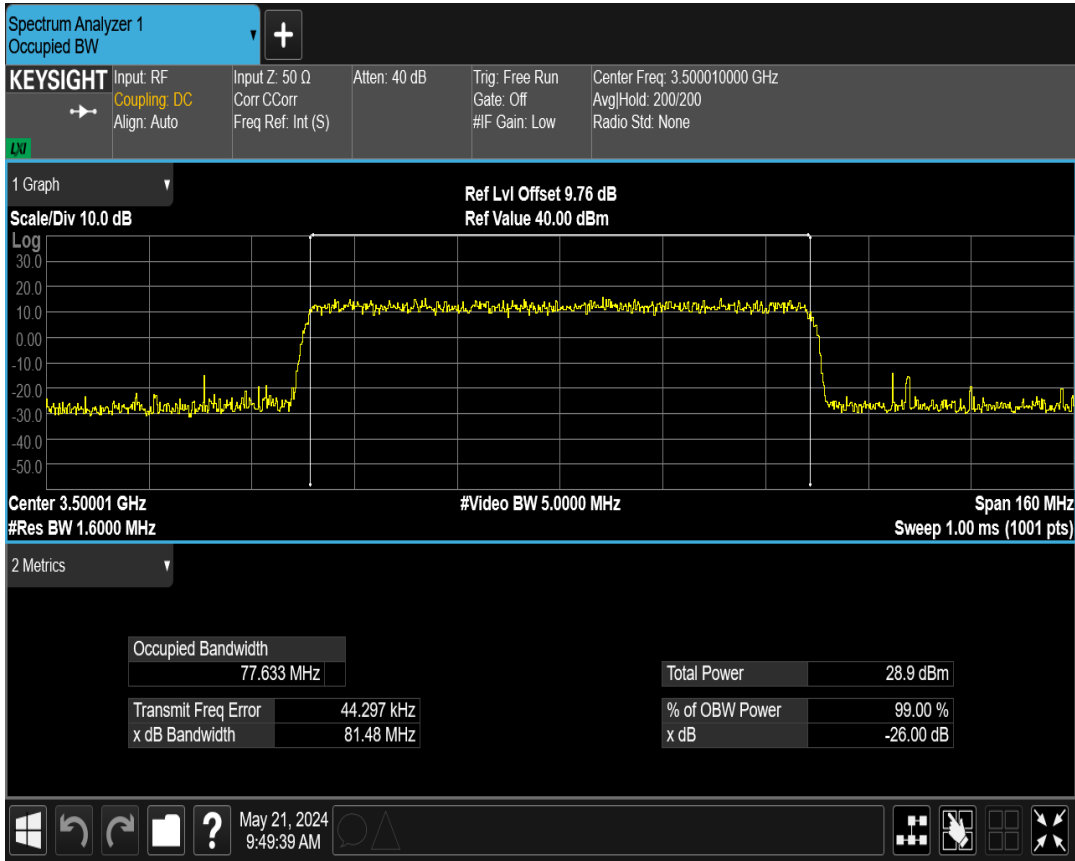 Spectrum Analyzer 1
Occupied BW
+
KEYSIGHT
LXI
Input: RF
Coupling: DC
Align: Auto
Input Z: 50 Ω
Corr CCorr
Freq Ref: Int (S)
Atten: 40 dB
Trig: Free Run
Gate: Off
#IF Gain: Low
Center Freq: 3.500010000 GHz
Avg|Hold: 200/200
Radio Std: None
1 Graph
Scale/Div 10.0 dB
Ref Lvl Offset 9.76 dB
Ref Value 40.00 dBm
Log
30.0
20.0
10.0
0.00
-10.0
-20.0
-30.0
-40.0
-50.0
Center 3.50001 GHz
#Res BW 1.6000 MHz
#Video BW 5.0000 MHz
Span 160 MHz
Sweep 1.00 ms (1001 pts)
2 Metrics
Occupied Bandwidth
77.633 MHz
Transmit Freq Error 44.297 kHz
x dB Bandwidth 81.48 MHz
Total Power 28.9 dBm
% of OBW Power 99.00 %
x dB -26.00 dB
?
May 21, 2024
9:49:39 AM